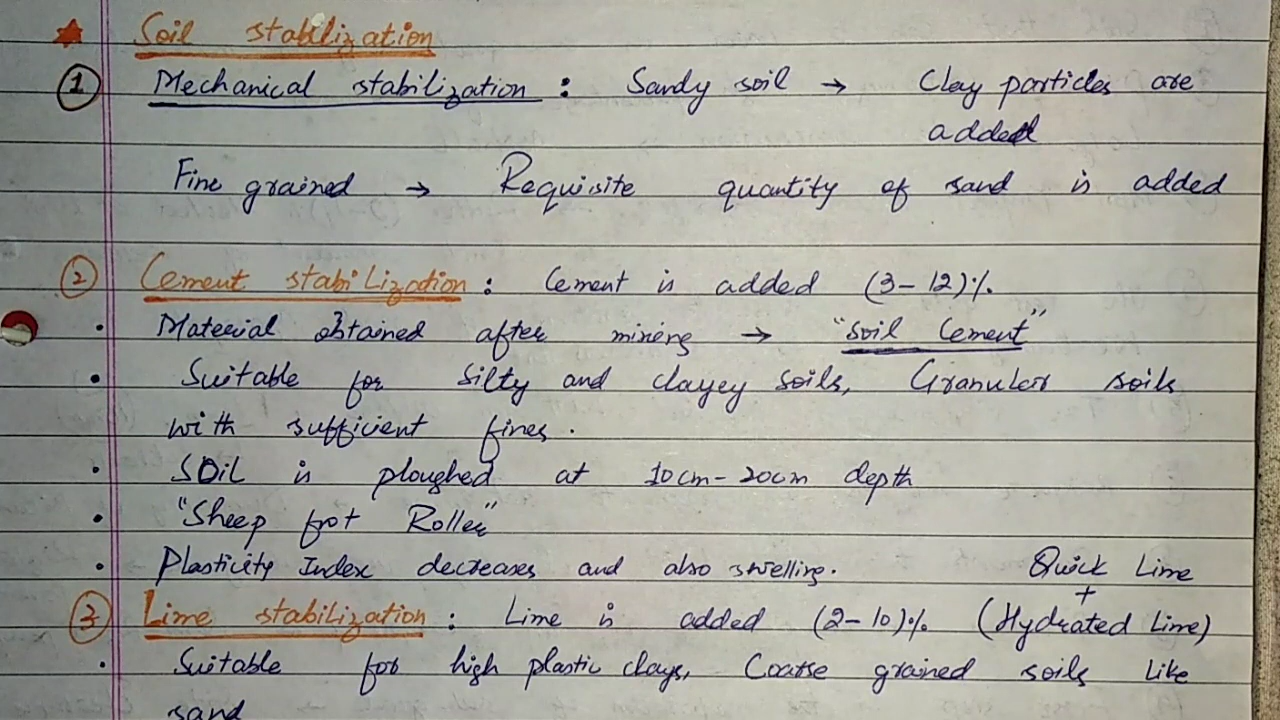 Soil stabilization
① Mechanical stabilization : Sandy soil → Clay particles are
added
Fine grained → Requisite quantity of sand is added
② Cement stabilization : Cement is added (3-12)%
• Material obtained after mixing → "Soil Cement"
• Suitable for silty and clayey soils, Granular soils
with sufficient fines.
• Soil is ploughed at 10cm-20cm depth
• "Sheep foot Roller"
• Plasticity Index decreases and also swelling.
Quick Lime
+
③ Lime stabilization : Lime is added (2-10)% (Hydrated Lime)
• Suitable for high plastic clays, Coarse grained soils like
sand